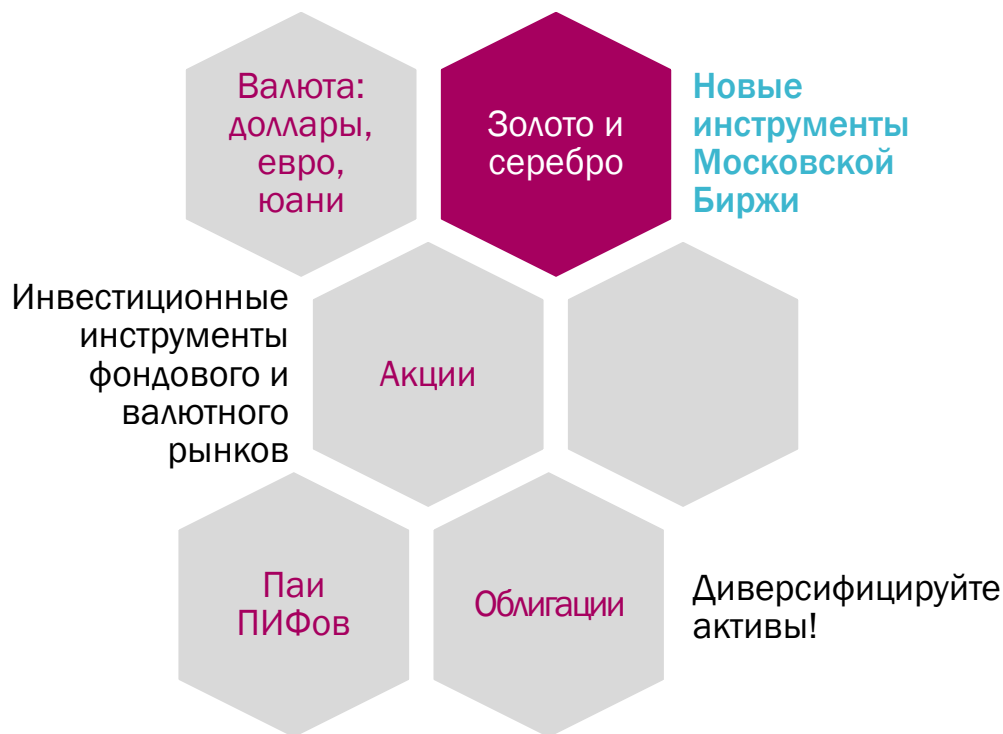 Валюта:
доллары,
евро,
юани
Золото и
серебро
Новые
инструменты
Московской
Биржи
Инвестиционные
инструменты
фондового и
валютного
рынков
Акции
Паи
ПИФов
Облигации
Диверсифицируйте
активы!